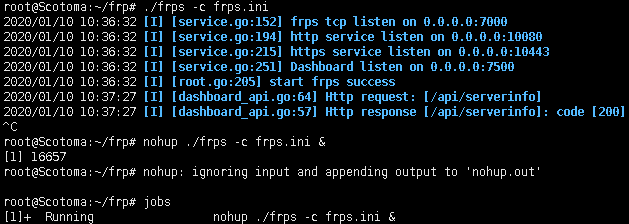 root@Scotoma:~/frp# ./frps -c frps.ini
2020/01/10 10:36:32 [I] [service.go:152] frps tcp listen on 0.0.0.0:7000
2020/01/10 10:36:32 [I] [service.go:194] http service listen on 0.0.0.0:10080
2020/01/10 10:36:32 [I] [service.go:215] https service listen on 0.0.0.0:10443
2020/01/10 10:36:32 [I] [service.go:251] Dashboard listen on 0.0.0.0:7500
2020/01/10 10:36:32 [I] [root.go:205] start frps success
2020/01/10 10:37:27 [I] [dashboard_api.go:64] Http request: [/api/serverinfo]
2020/01/10 10:37:27 [I] [dashboard_api.go:57] Http response [/api/serverinfo]: code [200]
^C
root@Scotoma:~/frp# nohup ./frps -c frps.ini &
[1] 16657
root@Scotoma:~/frp# nohup: ignoring input and appending output to 'nohup.out'
root@Scotoma:~/frp# jobs
[1]+  Running                 nohup ./frps -c frps.ini &